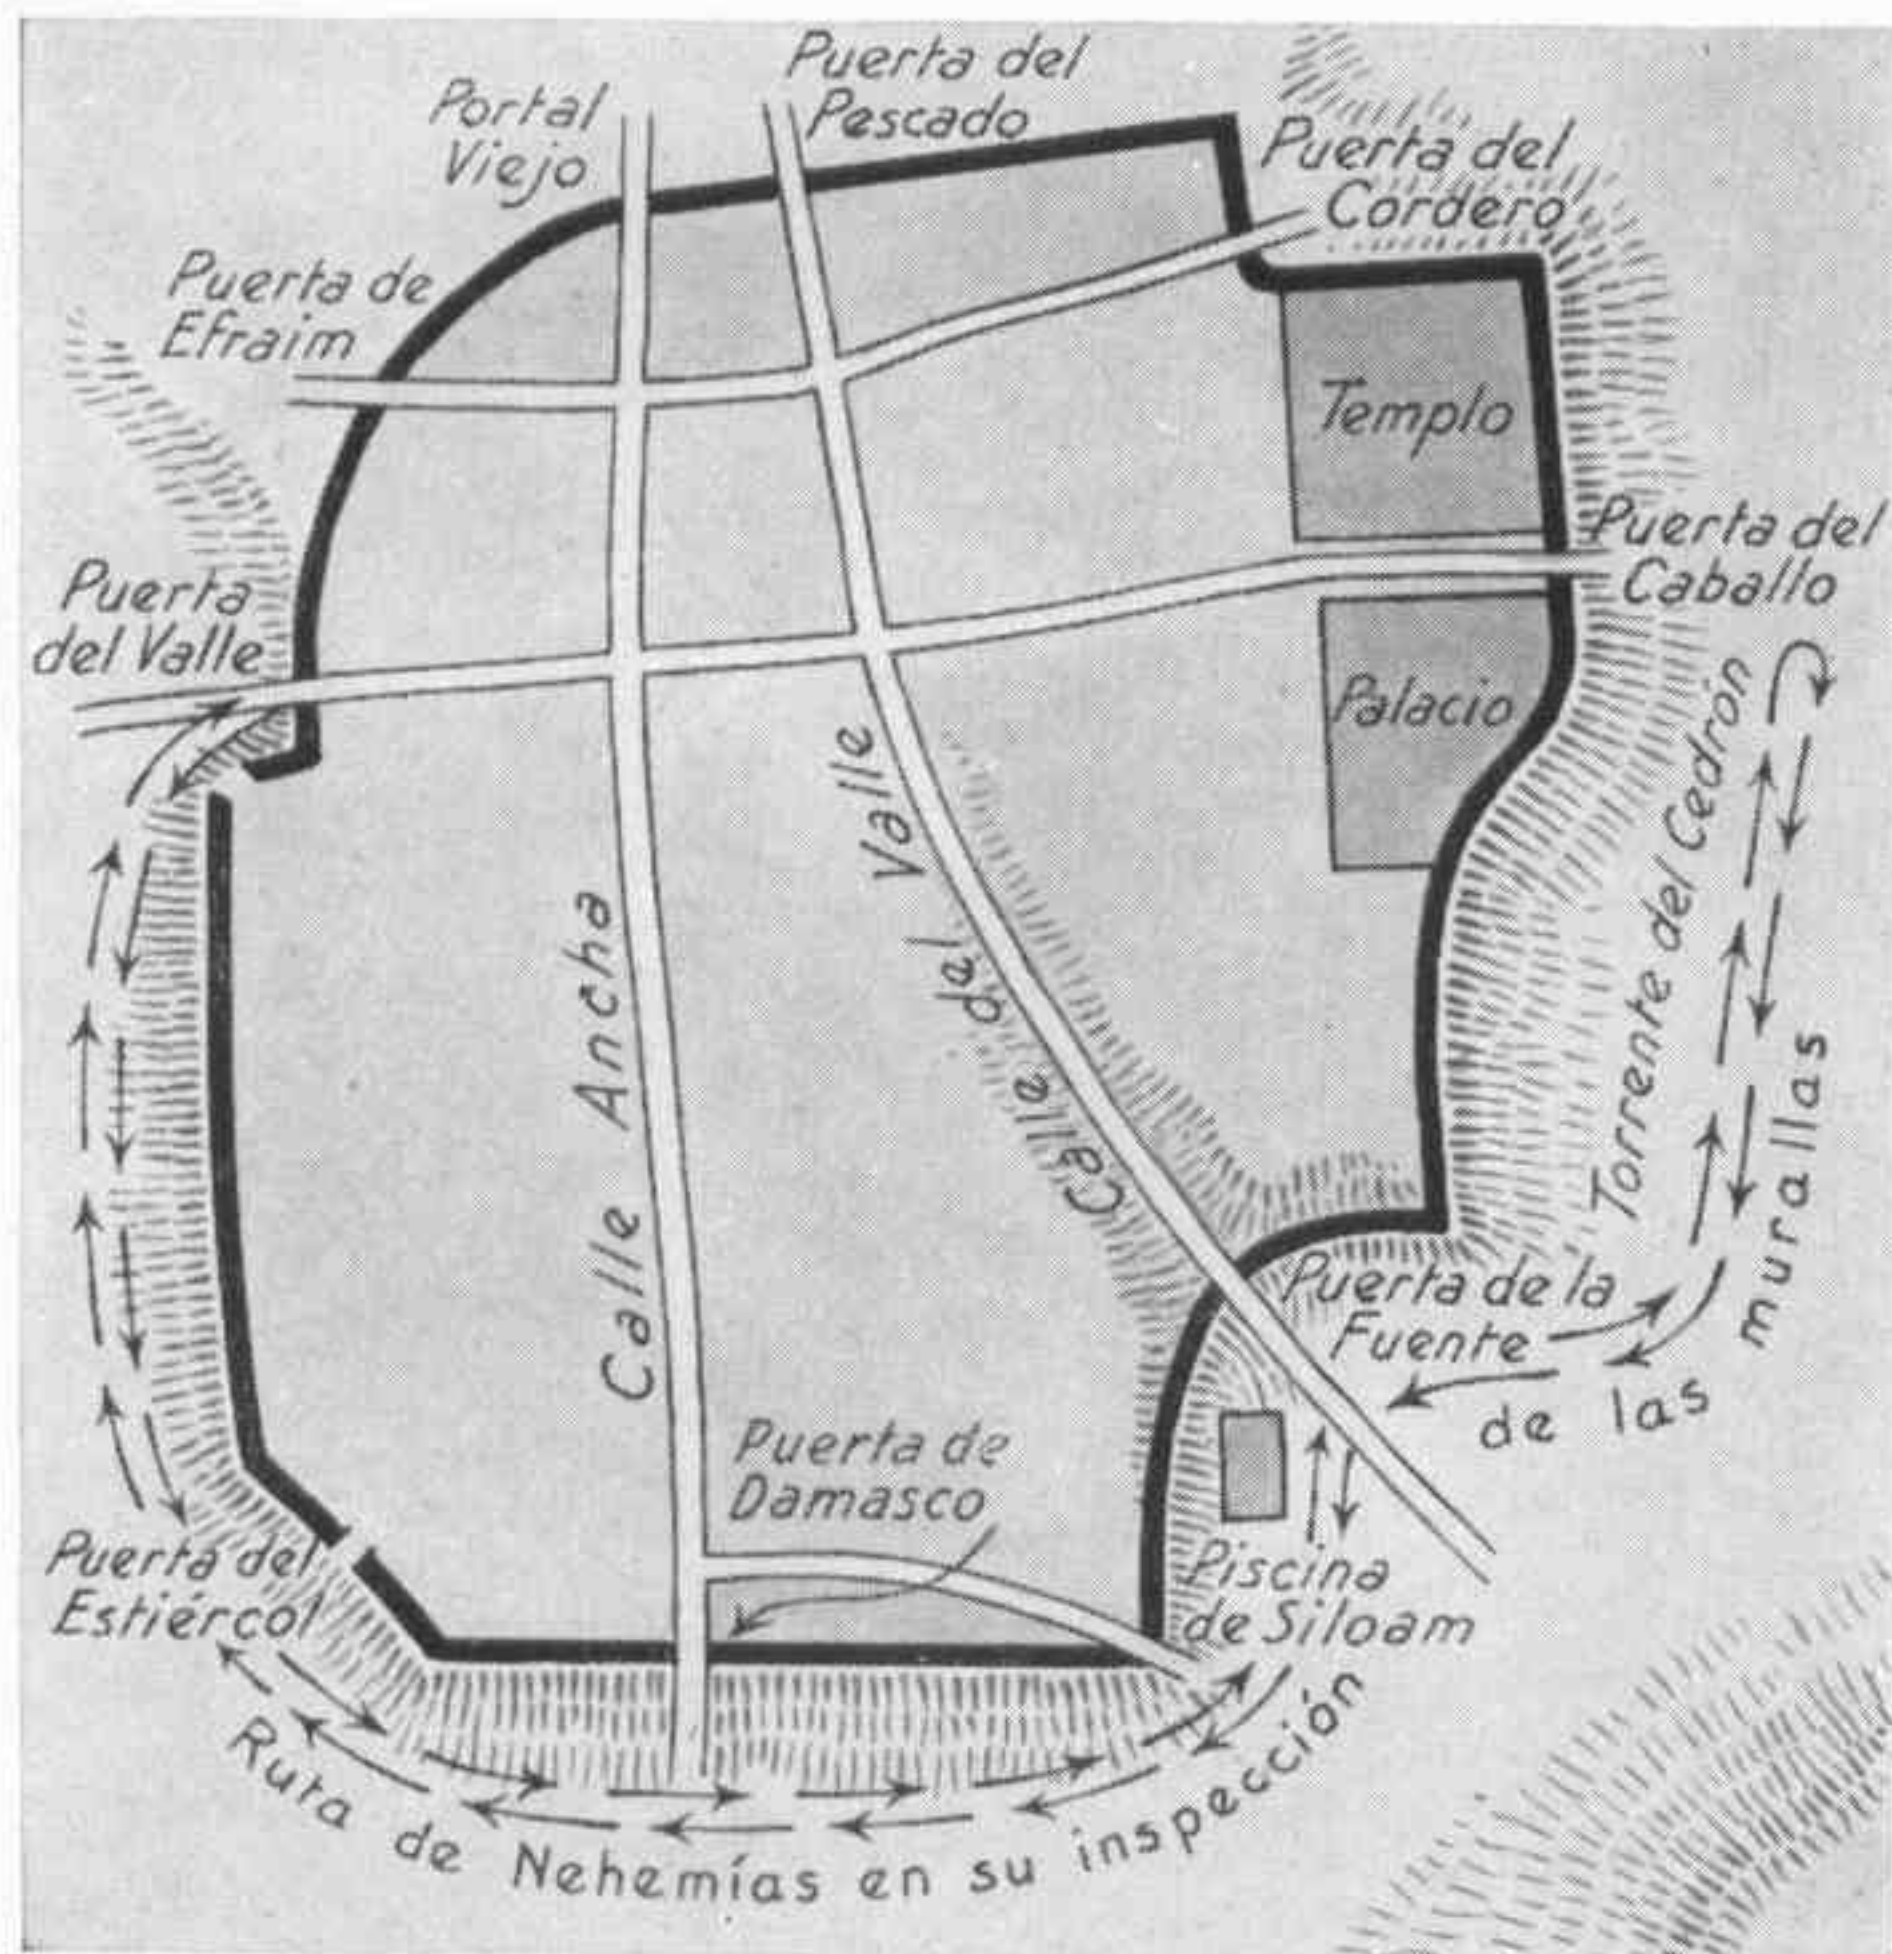 Puerta del
Pescado
Portal
Viejo
Puerta del
Cordero
Puerta de
Efraim
Templo
Puerta del
Caballo
Puerta
del Valle
Palacio
Calle del Valle
Calle Ancha
Torrente del Cedrón
Puerta de la
Fuente
Puerta de
Damasco
Puerta del
Estiércol
Piscina
de Siloam
Ruta de Nehemías en su inspección de las murallas